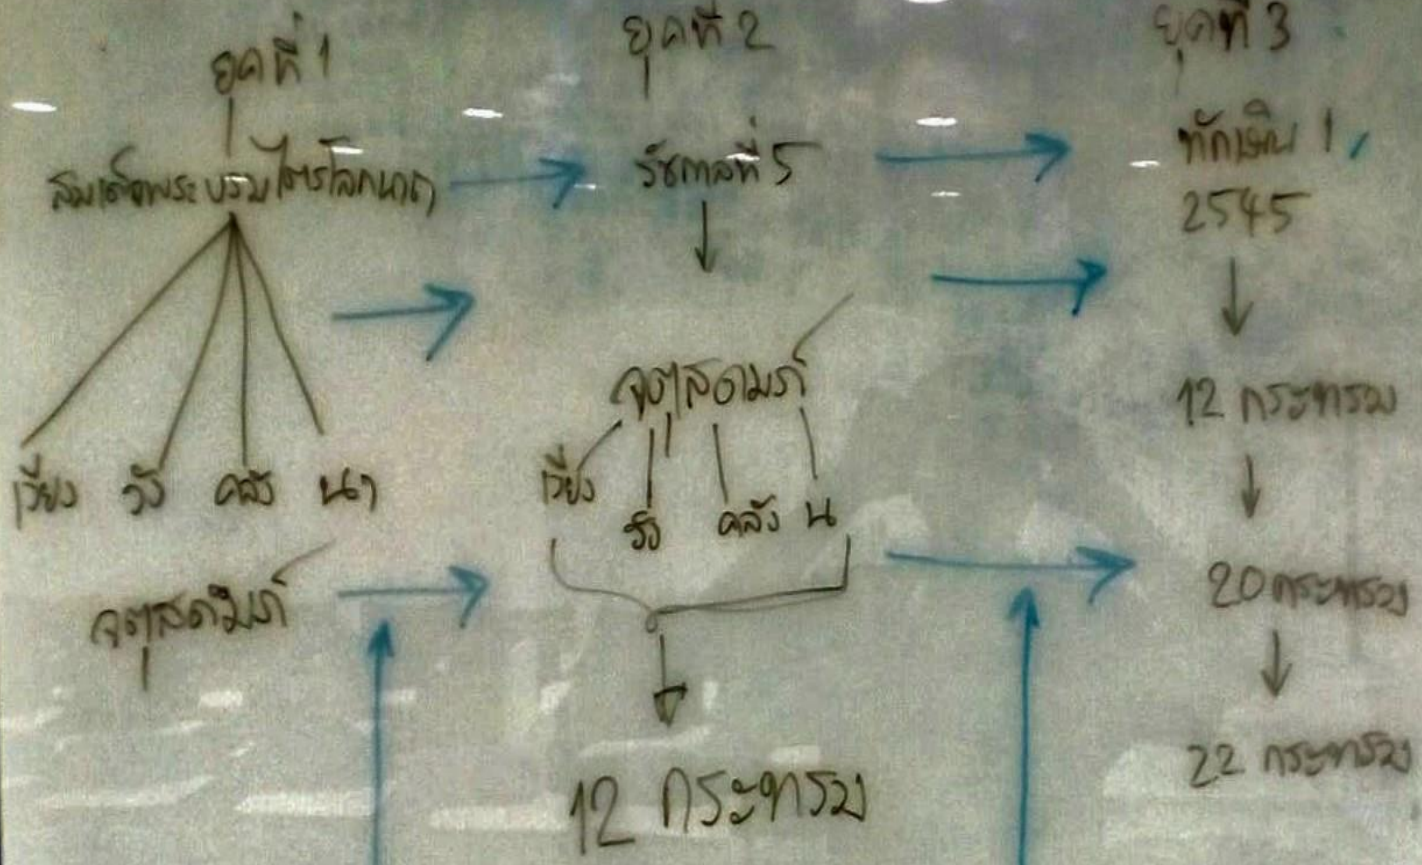 ยุคที่ 1
สมเด็จพระบรมไตรโลกนาถ
เวียง วัง คลัง นา
จตุสดมภ์
ยุคที่ 2
รัชกาลที่ 5
จตุสดมภ์
เวียง วัง คลัง น
12 กระทรวง
ยุคที่ 3
ทักษิณ 1
2545
12 กระทรวง
20 กระทรวง
22 กระทรวง